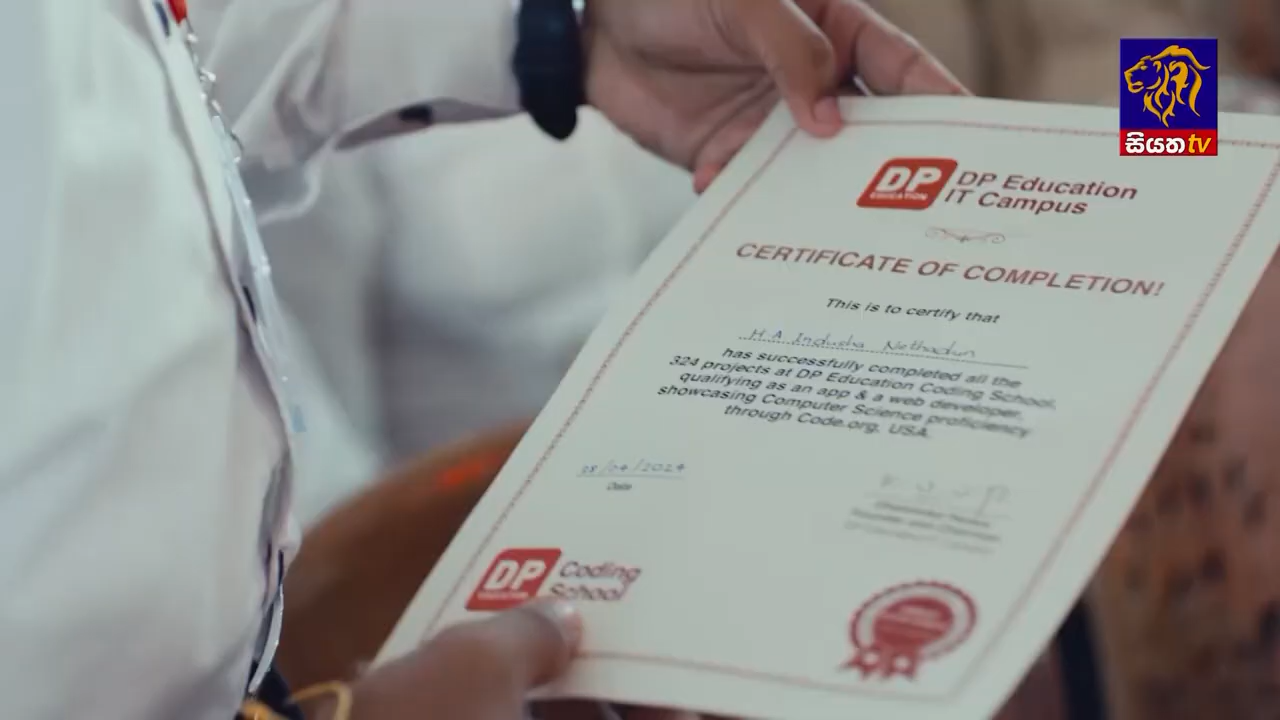 සියත tv
DP
EDUCATION
DP Education
IT Campus
CERTIFICATE OF COMPLETION!
This is to certify that
H A Indusha Nethadun
has successfully completed all the
324 projects at DP Education Coding School,
qualifying as an app & a web developer,
showcasing Computer Science proficiency
through Code.org, USA.
28/04/2024
Date
DP
EDUCATION
Coding
School